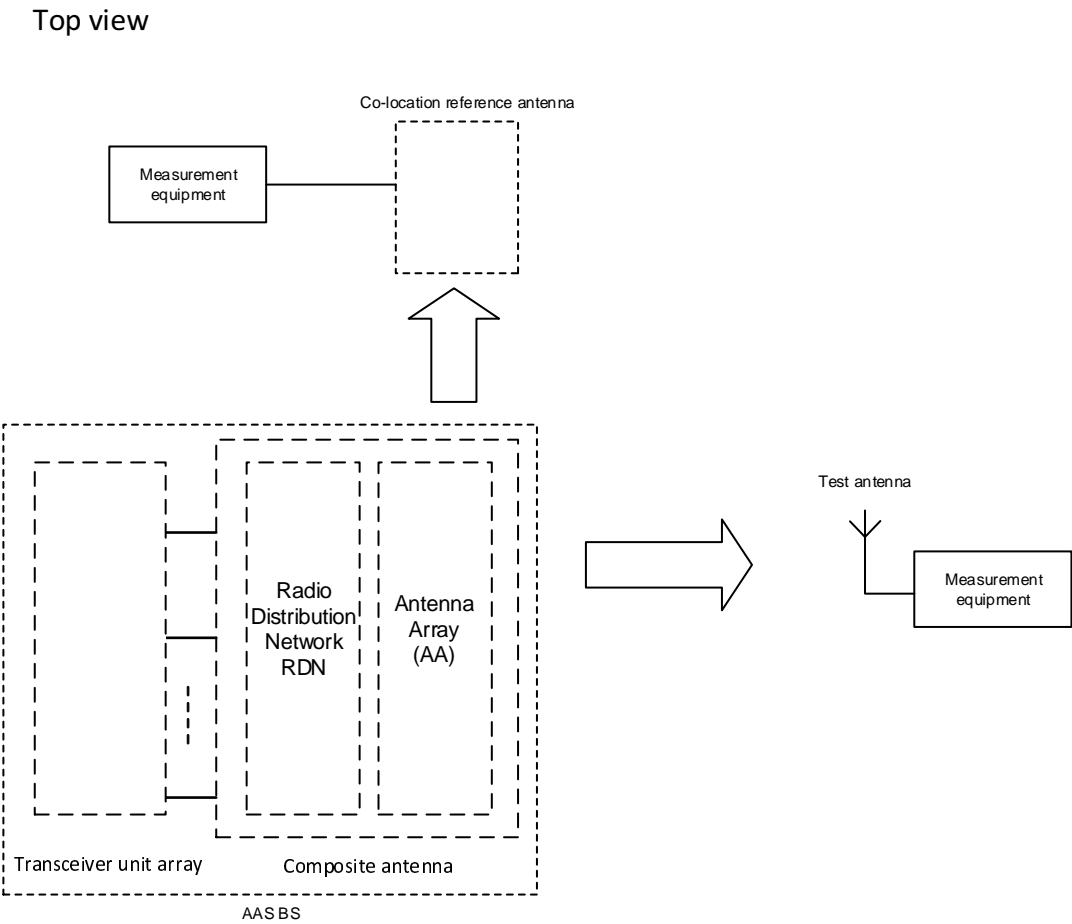 Top view
Co-location reference antenna
Measurement
equipment
Test antenna
Measurement
equipment
Radio
Distribution
Network
RDN
Antenna
Array
(AA)
Transceiver unit array
Composite antenna
AAS BS